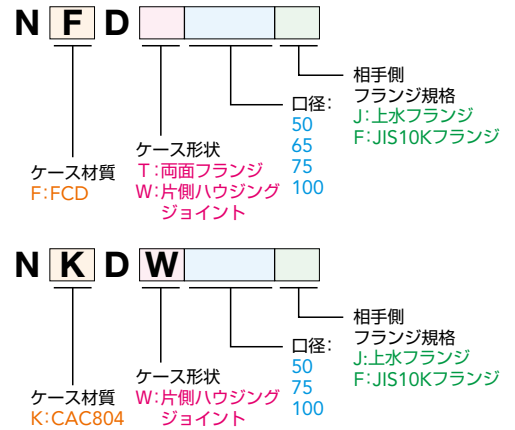 N F D
相手側
フランジ規格
J:上水フランジ
F:JIS10Kフランジ
口径:
50
65
75
100
ケース形状
T:両面フランジ
W:片側ハウジング
ジョイント
ケース材質
F:FCD
N K D W
相手側
フランジ規格
J:上水フランジ
F:JIS10Kフランジ
口径:
50
75
100
ケース形状
W:片側ハウジング
ジョイント
ケース材質
K:CAC804